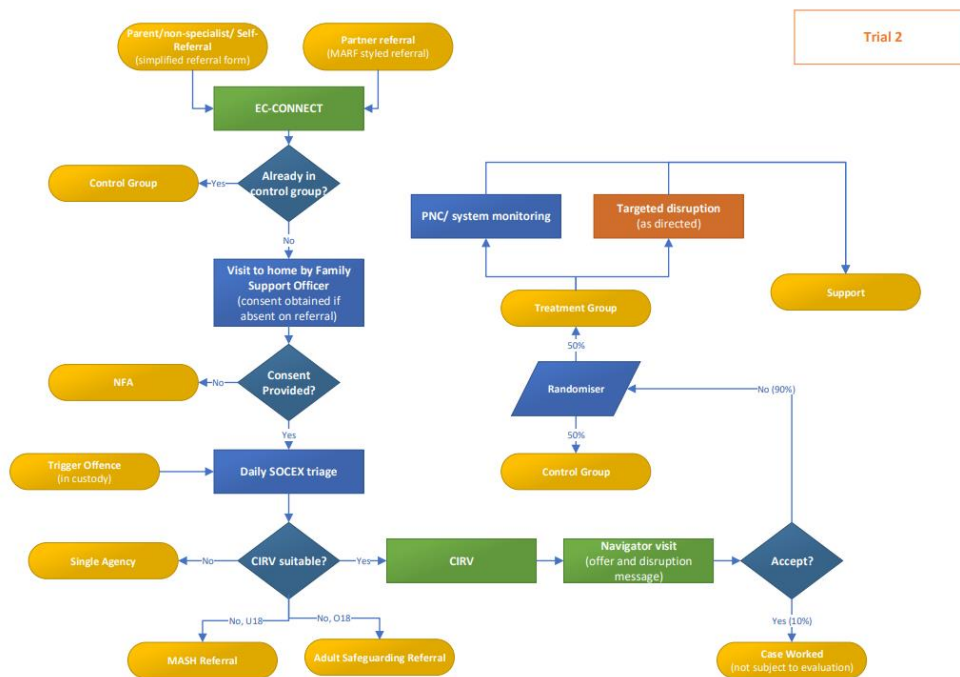 Parent/non-specialist/ Self-
Referral
(simplified referral form)
Partner referral
(MARF styled referral)
Trial 2
EC-CONNECT
Already in
control group?
Yes
Control Group
No
PNC/ system monitoring
Targeted disruption
(as directed)
Visit to home by Family
Support Officer
(consent obtained if
absent on referral)
Support
Treatment Group
50%
Consent
Provided?
No
NFA
Randomiser
No (90%)
Yes
50%
Trigger Offence
(in custody)
Daily SOCEX triage
Control Group
Single Agency
No
CIRV suitable?
Yes
CIRV
Navigator visit
(offer and disruption
message)
Accept?
No, U18
No, O18
Yes (10%)
MASH Referral
Adult Safeguarding Referral
Case Worked
(not subject to evaluation)